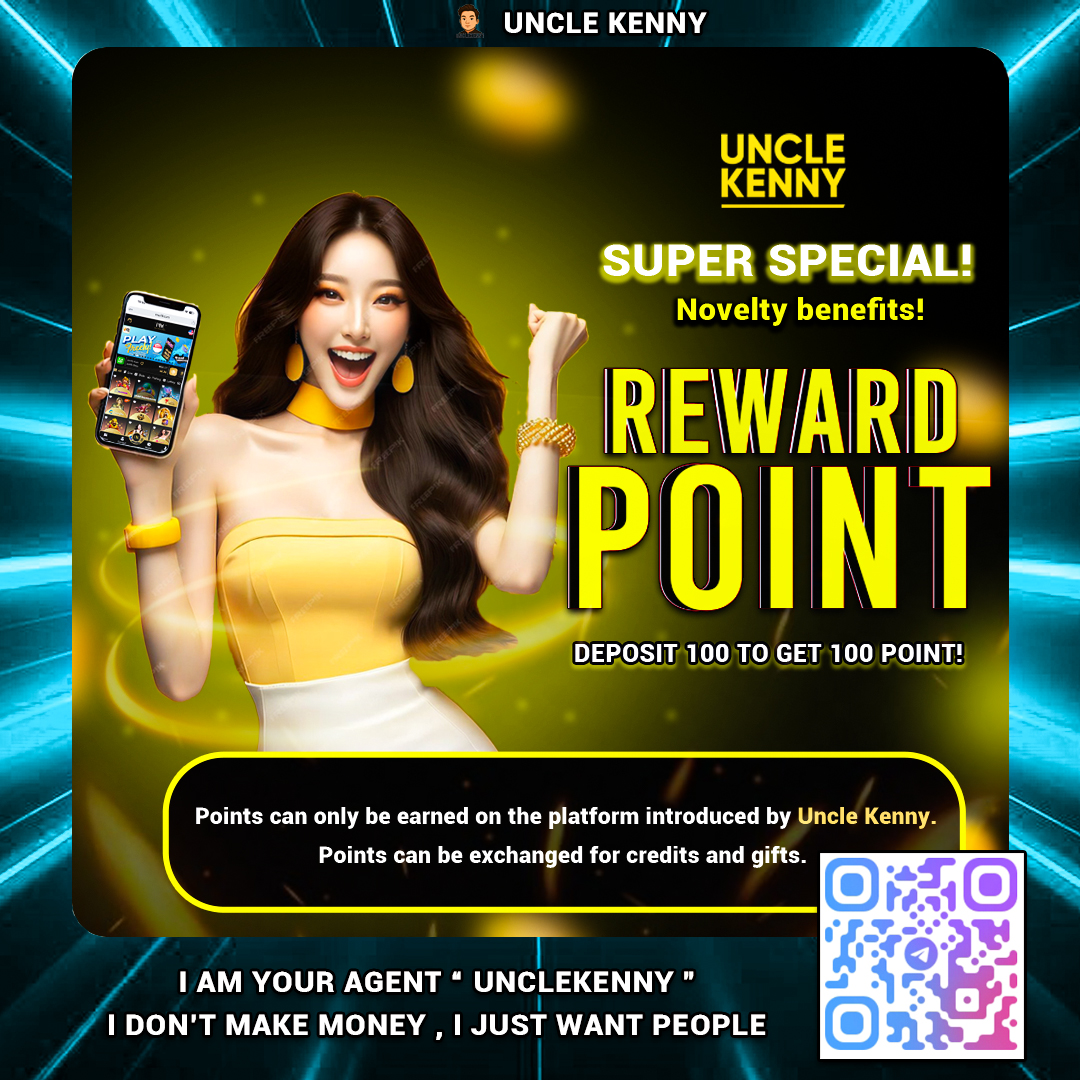 UNCLE KENNY
UNCLE
KENNY
SUPER SPECIAL!
Novelty benefits!
PLAY
REWARD
POINT
DEPOSIT 100 TO GET 100 POINT!
Points can only be earned on the platform introduced by Uncle Kenny.
Points can be exchanged for credits and gifts.
I AM YOUR AGENT “ UNCLEKENNY ”
I DON'T MAKE MONEY , I JUST WANT PEOPLE